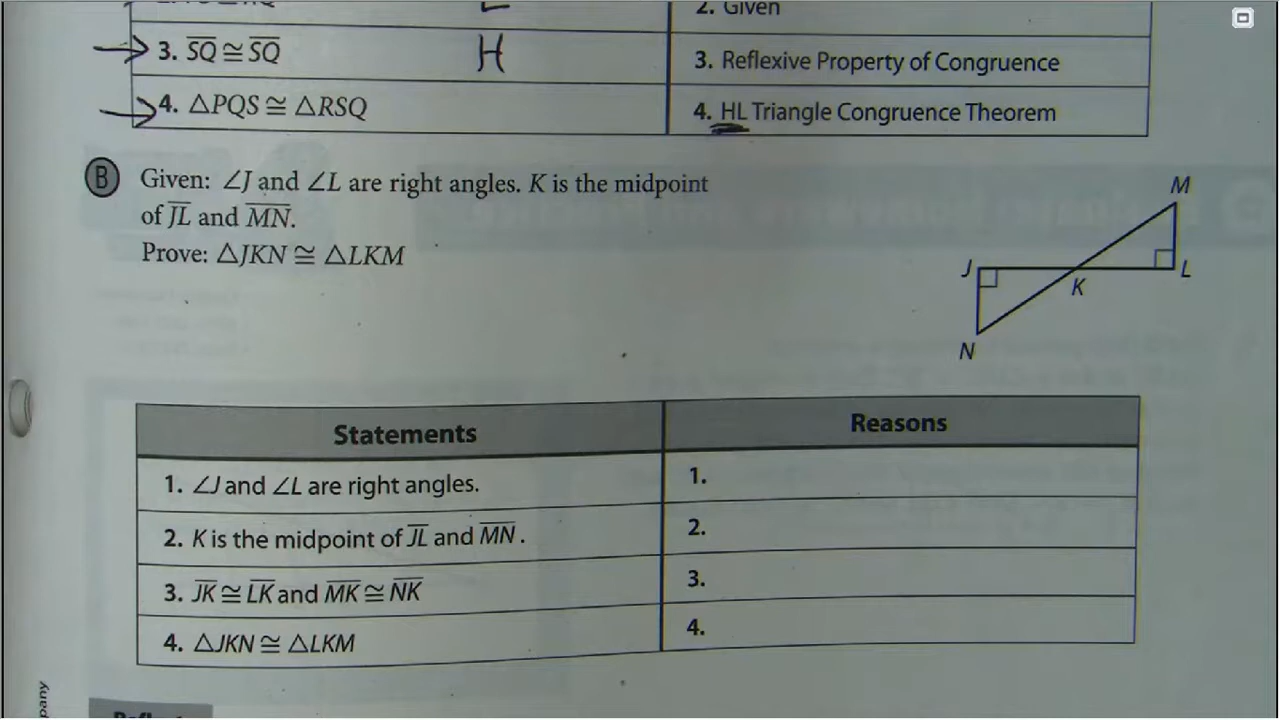 2. Given
3. SQ ≅ SQ H 3. Reflexive Property of Congruence
4. △PQS ≅ △RSQ 4. HL Triangle Congruence Theorem
B Given: ∠J and ∠L are right angles. K is the midpoint
of JL and MN.
Prove: △JKN ≅ △LKM
M
J
L
K
N
Statements Reasons
1. ∠J and ∠L are right angles. 1.
2. K is the midpoint of JL and MN. 2.
3. JK ≅ LK and MK ≅ NK 3.
4. △JKN ≅ △LKM 4.